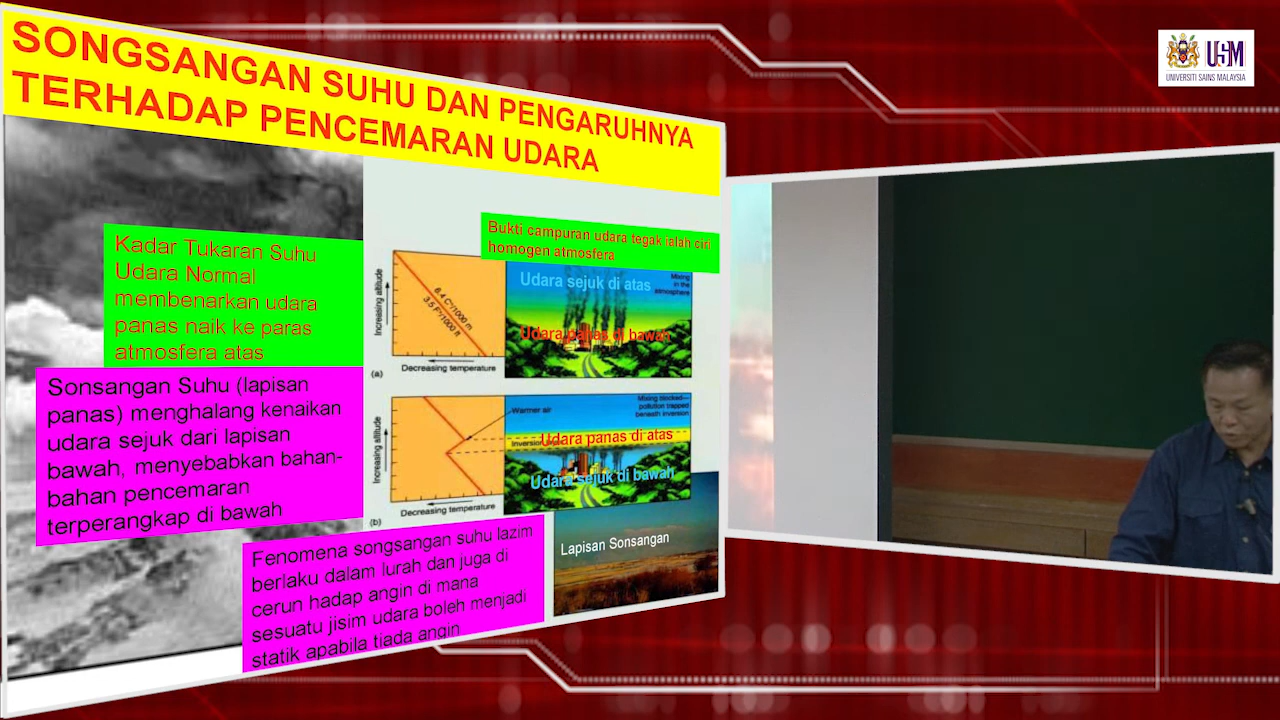 SONGSANGAN SUHU DAN PENGARUHNYA
TERHADAP PENCEMARAN UDARA
Kadar Tukaran Suhu
Udara Normal
membenarkan udara
panas naik ke paras
atmosfera atas
Sonsangan Suhu (lapisan
panas) menghalang kenaikan
udara sejuk dari lapisan
bawah, menyebabkan bahan-
bahan pencemaran
terperangkap di bawah
Fenomena songsangan suhu lazim
berlaku dalam lurah dan juga di
cerun hadap angin di mana
sesuatu jisim udara boleh menjadi
statik apabila tiada angin
Bukti campuran udara tegak ialah ciri
homogen atmosfera
Increasing altitude
6.4 C°/1000 m
3.5 F°/1000 ft
Decreasing temperature
(a)
Udara sejuk di atas
Mixing
in the
atmosphere
Udara panas di bawah
Increasing altitude
Decreasing temperature
(b)
Warmer air
Mixing blocked—
pollution trapped
beneath inversion
Udara panas di atas
Udara sejuk di bawah
Lapisan Sonsangan
USM
UNIVERSITI SAINS MALAYSIA